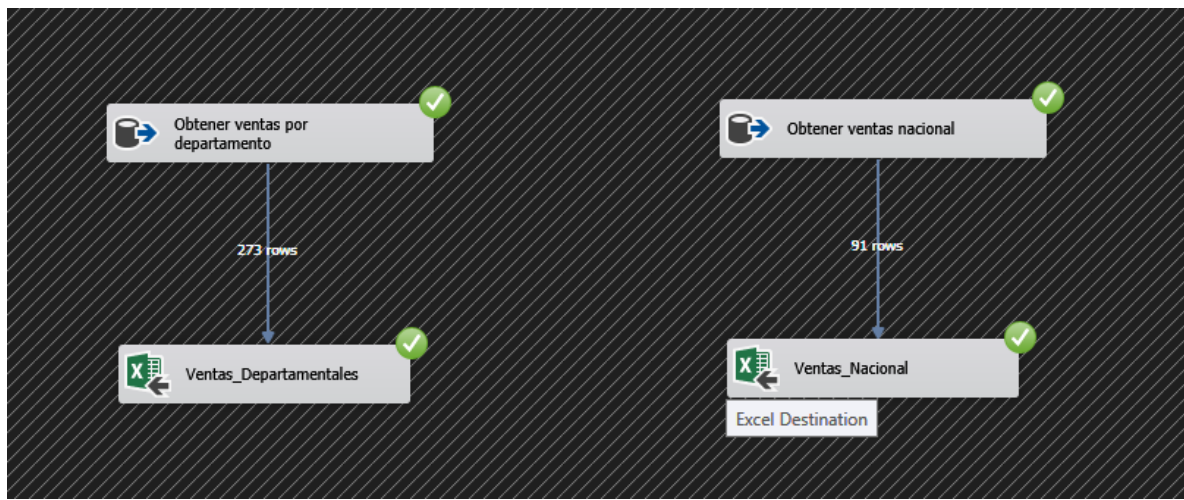 Obtener ventas por
departamento
273 rows
Ventas_Departamentales
Obtener ventas nacional
91 rows
Ventas_Nacional
Excel Destination